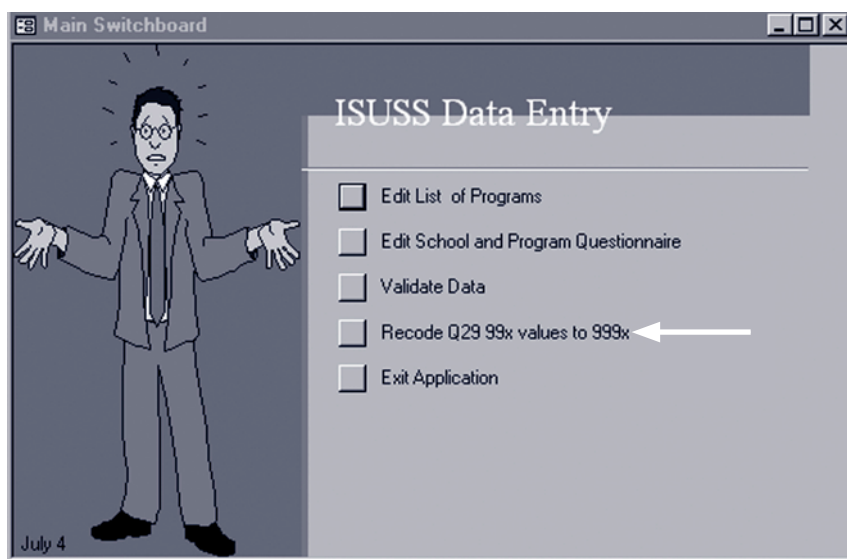 Main Switchboard
ISUSS Data Entry
Edit List of Programs
Edit School and Program Questionnaire
Validate Data
Recode Q29 99x values to 999x
Exit Application
July 4